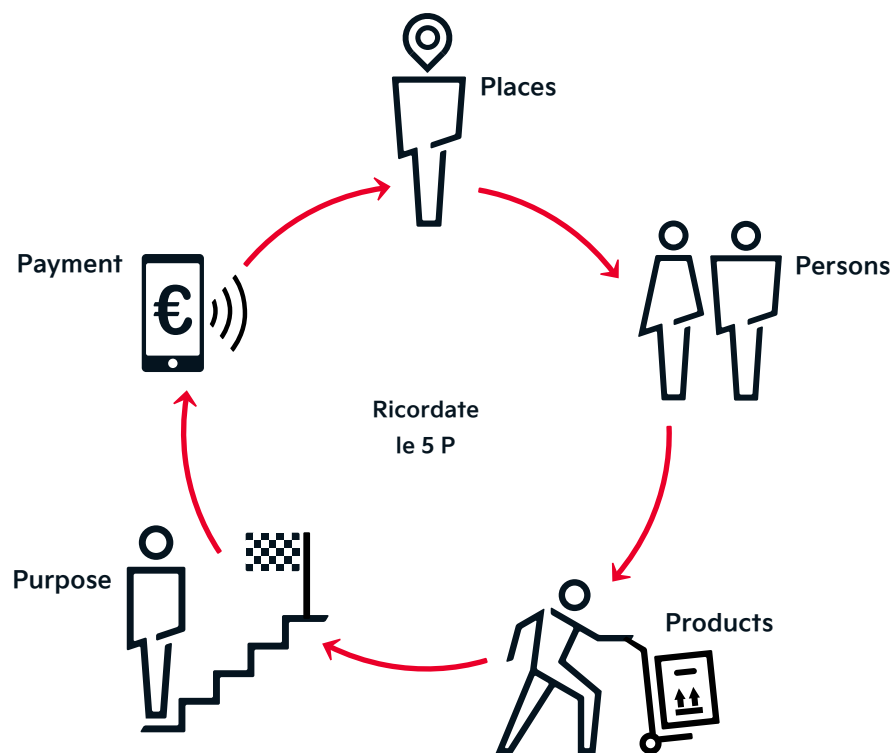 Places
Persons
Products
Purpose
Payment
€
Ricordate
le 5 P